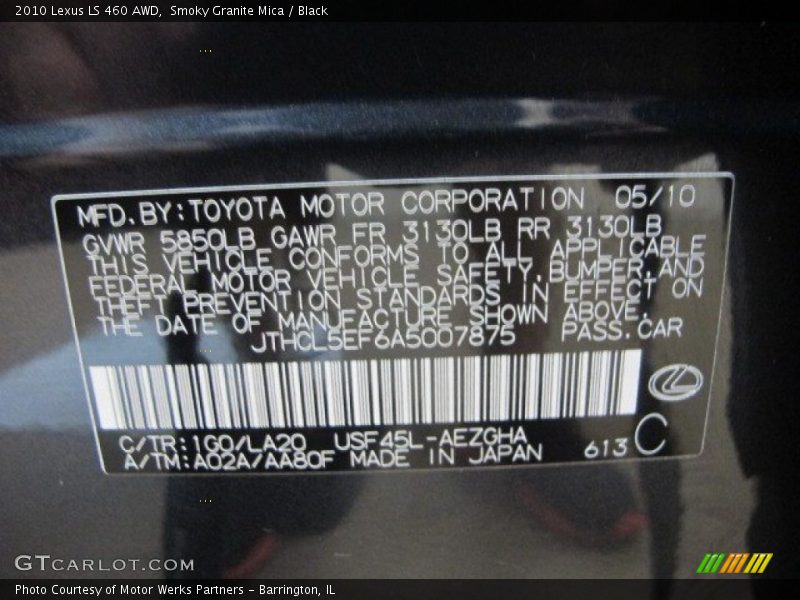 2010 Lexus LS 460 AWD, Smoky Granite Mica / Black
MFD.BY:TOYOTA MOTOR CORPORATION 05/10
GVWR 5850LB GAWR FR 3130LB RR 3130LB
THIS VEHICLE CONFORMS TO ALL APPLICABLE
FEDERAL MOTOR VEHICLE SAFETY,BUMPER,AND
THEFT PREVENTION STANDARDS IN EFFECT ON
THE DATE OF MANUFACTURE SHOWN ABOVE.
JTHCL5EF6A5007875 PASS.CAR
C/TR:1G0/LA20 USF45L-AEZGHA
A/TM:A02A/AA80F MADE IN JAPAN 613 C
GTCARLOT.COM
Photo Courtesy of Motor Werks Partners - Barrington, IL